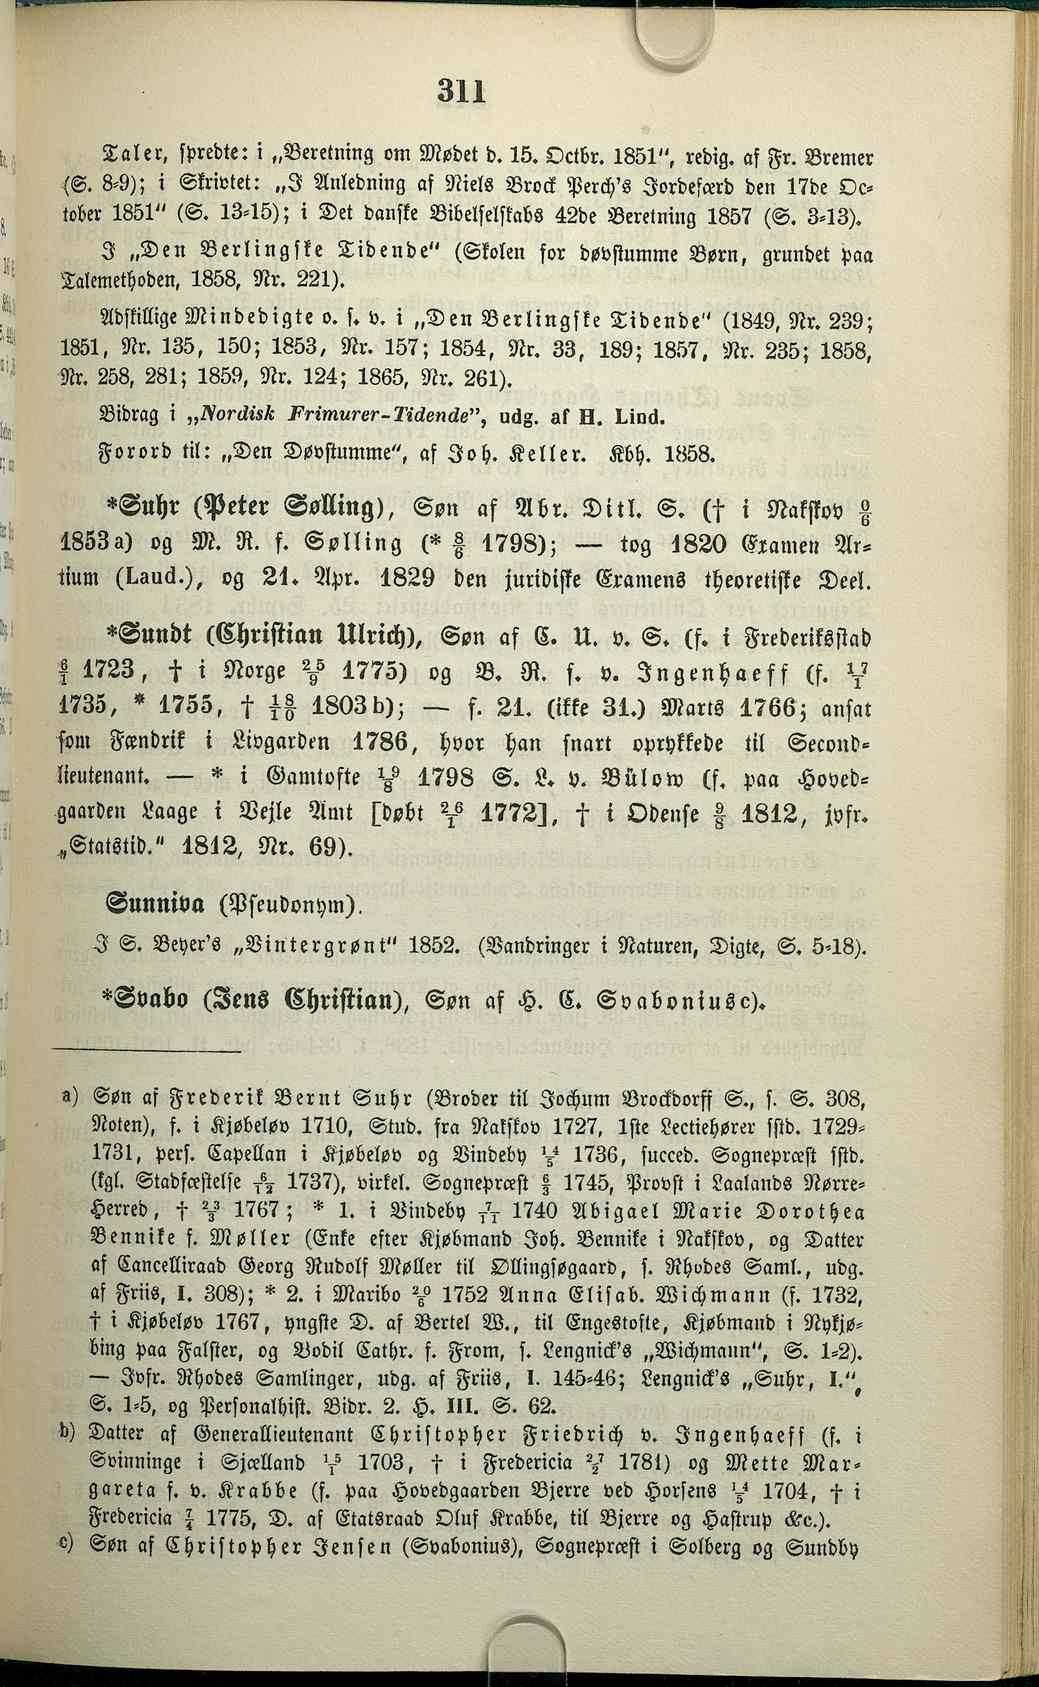 311
Taler, spredte: i „Beretning om Mødet d. 15. Octbr. 1851“, redig. af Fr. Bremer
(S. 8-9); i Skrivtet: „I Anledning af Niels Brock Perch's Jordefærd den 17de Oc-
tober 1851“ (S. 13-15); i Det danske Bibelselskabs 42de Beretning 1857 (S. 3-13).
I „Den Berlingske Tidende“ (Skolen for døvstumme Børn, grundet paa
Talemethoden, 1858, Nr. 221).
Adskillige Mindedigte o. s. v. i „Den Berlingske Tidende“ (1849, Nr. 239;
1851, Nr. 135, 150; 1853, Nr. 157; 1854, Nr. 33, 189; 1857, Nr. 235; 1858,
Nr. 258, 281; 1859, Nr. 124; 1865, Nr. 261).
Bidrag i „Nordisk Frimurer-Tidende“, udg. af H. Lind.
Forord til: „Den Døvstumme“, af Joh. Keller. Kbh. 1858.
*Suhr (Peter Sølling), Søn af Abr. Ditl. S. († i Nakskov
1853 a) og M. R. f. Sølling (* 8/6 1798); — tog 1820 Examen Ar-
tium (Laud.), og 21. Apr. 1829 den juridiske Examens theoretiske Deel.
*Sundt (Christian Ulrich), Søn af C. U. v. S. (f. i Frederiksstad
6/1 1723, † i Norge 25/9 1775) og B. R. f. v. Ingenhaeff (f. 17/1
1735, * 1755, † 18/10 1803 b); — f. 21. (ikke 31.) Marts 1766; ansat
som Fændrik i Livgarden 1786, hvor han snart oprykkede til Second-
lieutenant. — * i Gamtofte 19/8 1798 S. L. v. Bülow (f. paa Hoved-
gaarden Laage i Vejle Amt [døbt 26/1 1772], † i Odense 9/8 1812, jvfr.
„Statstid.“ 1812, Nr. 69).
Sunniva (Pseudonym).
I S. Beyer's „Vintergrønt“ 1852. (Vandringer i Naturen, Digte, S. 5-18).
*Svabo (Jens Christian), Søn af H. C. Svabonius c).
a) Søn af Frederik Bernt Suhr (Broder til Jochum Brockdorff S., s. S. 308,
Noten), f. i Kjøbeløv 1710, Stud. fra Nakskov 1727, 1ste Lectiehører sstd. 1729-
1731, pers. Capellan i Kjøbeløv og Vindeby 14/5 1736, succed. Sognepræst sstd.
(kgl. Stadfæstelse 6/12 1737), virkel. Sognepræst 6/3 1745, Provst i Laalands Nørre-
Herred, † 23/3 1767; * 1. i Vindeby 7/11 1740 Abigael Marie Dorothea
Bennike f. Møller (Enke efter Kjøbmand Joh. Bennike i Nakskov, og Datter
af Cancelliraad Georg Rudolf Møller til Øllingsøgaard, s. Rhodes Saml., udg.
af Friis, I. 308); * 2. i Maribo 20/6 1752 Anna Elisab. Wichmann (f. 1732,
† i Kjøbeløv 1767, yngste D. af Bertel W., til Engestofte, Kjøbmand i Nykjø-
bing paa Falster, og Bodil Cathr. f. From, s. Lengnick's „Wichmann“, S. 1-2).
— Jvfr. Rhodes Samlinger, udg. af Friis, I. 145-46; Lengnick's „Suhr, I.“,
S. 1-5, og Personalhist. Bidr. 2. H. III. S. 62.
b) Datter af Generallieutenant Christopher Friedrich v. Ingenhaeff (f. i
Svinninge i Sjælland 15/1 1703, † i Fredericia 27/2 1781) og Mette Mar-
gareta f. v. Krabbe (f. paa Hovedgaarden Bjerre ved Horsens 14/5 1704, † i
Fredericia 7/4 1775, D. af Etatsraad Oluf Krabbe, til Bjerre og Hastrup &c.).
c) Søn af Christopher Jensen (Svabonius), Sognepræst i Solberg og Sundby